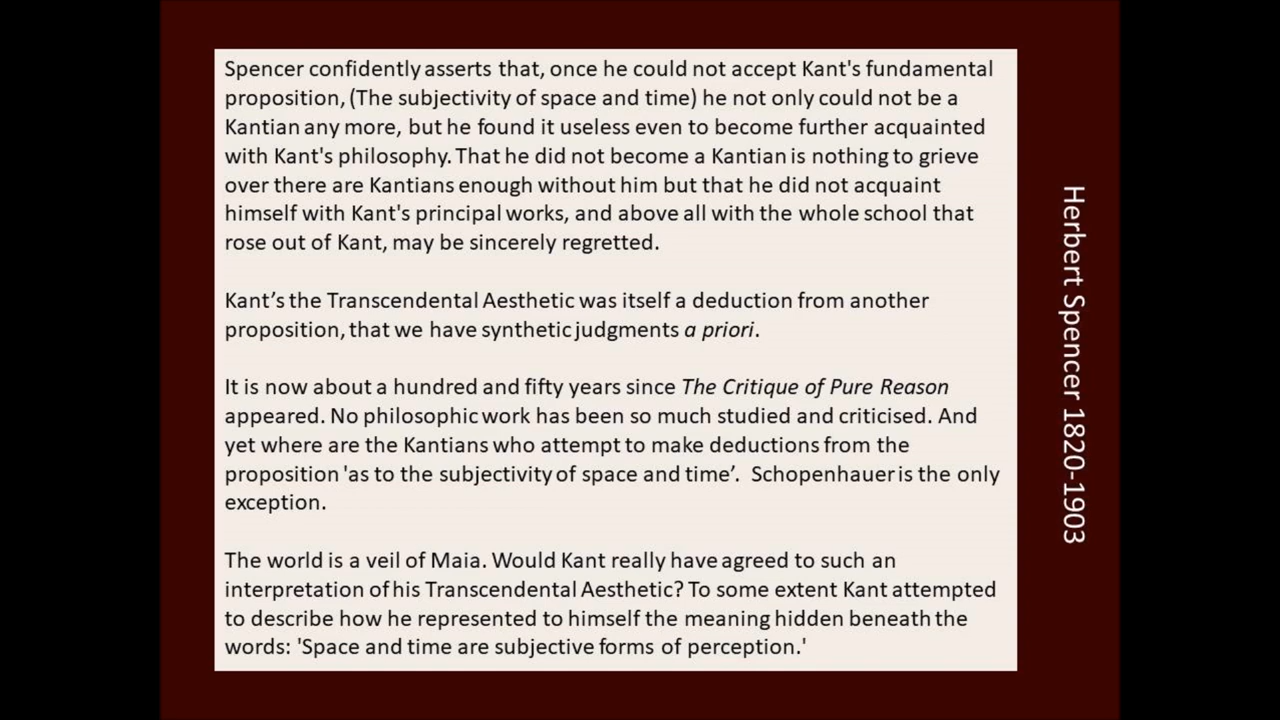 Spencer confidently asserts that, once he could not accept Kant's fundamental
proposition, (The subjectivity of space and time) he not only could not be a
Kantian any more, but he found it useless even to become further acquainted
with Kant's philosophy. That he did not become a Kantian is nothing to grieve
over there are Kantians enough without him but that he did not acquaint
himself with Kant's principal works, and above all with the whole school that
rose out of Kant, may be sincerely regretted.
Kant’s the Transcendental Aesthetic was itself a deduction from another
proposition, that we have synthetic judgments a priori.
It is now about a hundred and fifty years since The Critique of Pure Reason
appeared. No philosophic work has been so much studied and criticised. And
yet where are the Kantians who attempt to make deductions from the
proposition 'as to the subjectivity of space and time’. Schopenhauer is the only
exception.
The world is a veil of Maia. Would Kant really have agreed to such an
interpretation of his Transcendental Aesthetic? To some extent Kant attempted
to describe how he represented to himself the meaning hidden beneath the
words: 'Space and time are subjective forms of perception.'
Herbert Spencer 1820-1903